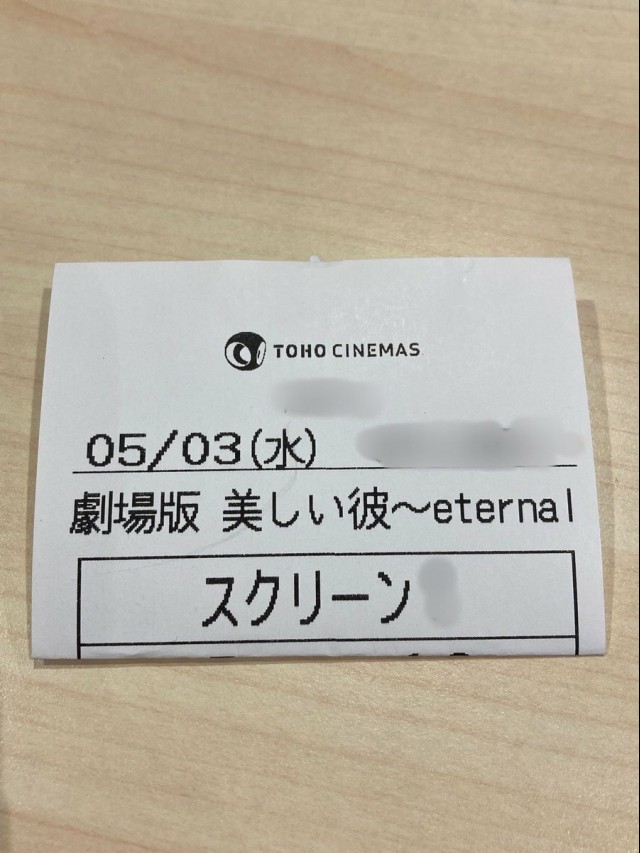 TOHO CINEMAS
05/03(水)
劇場版 美しい彼～eternal
スクリーン